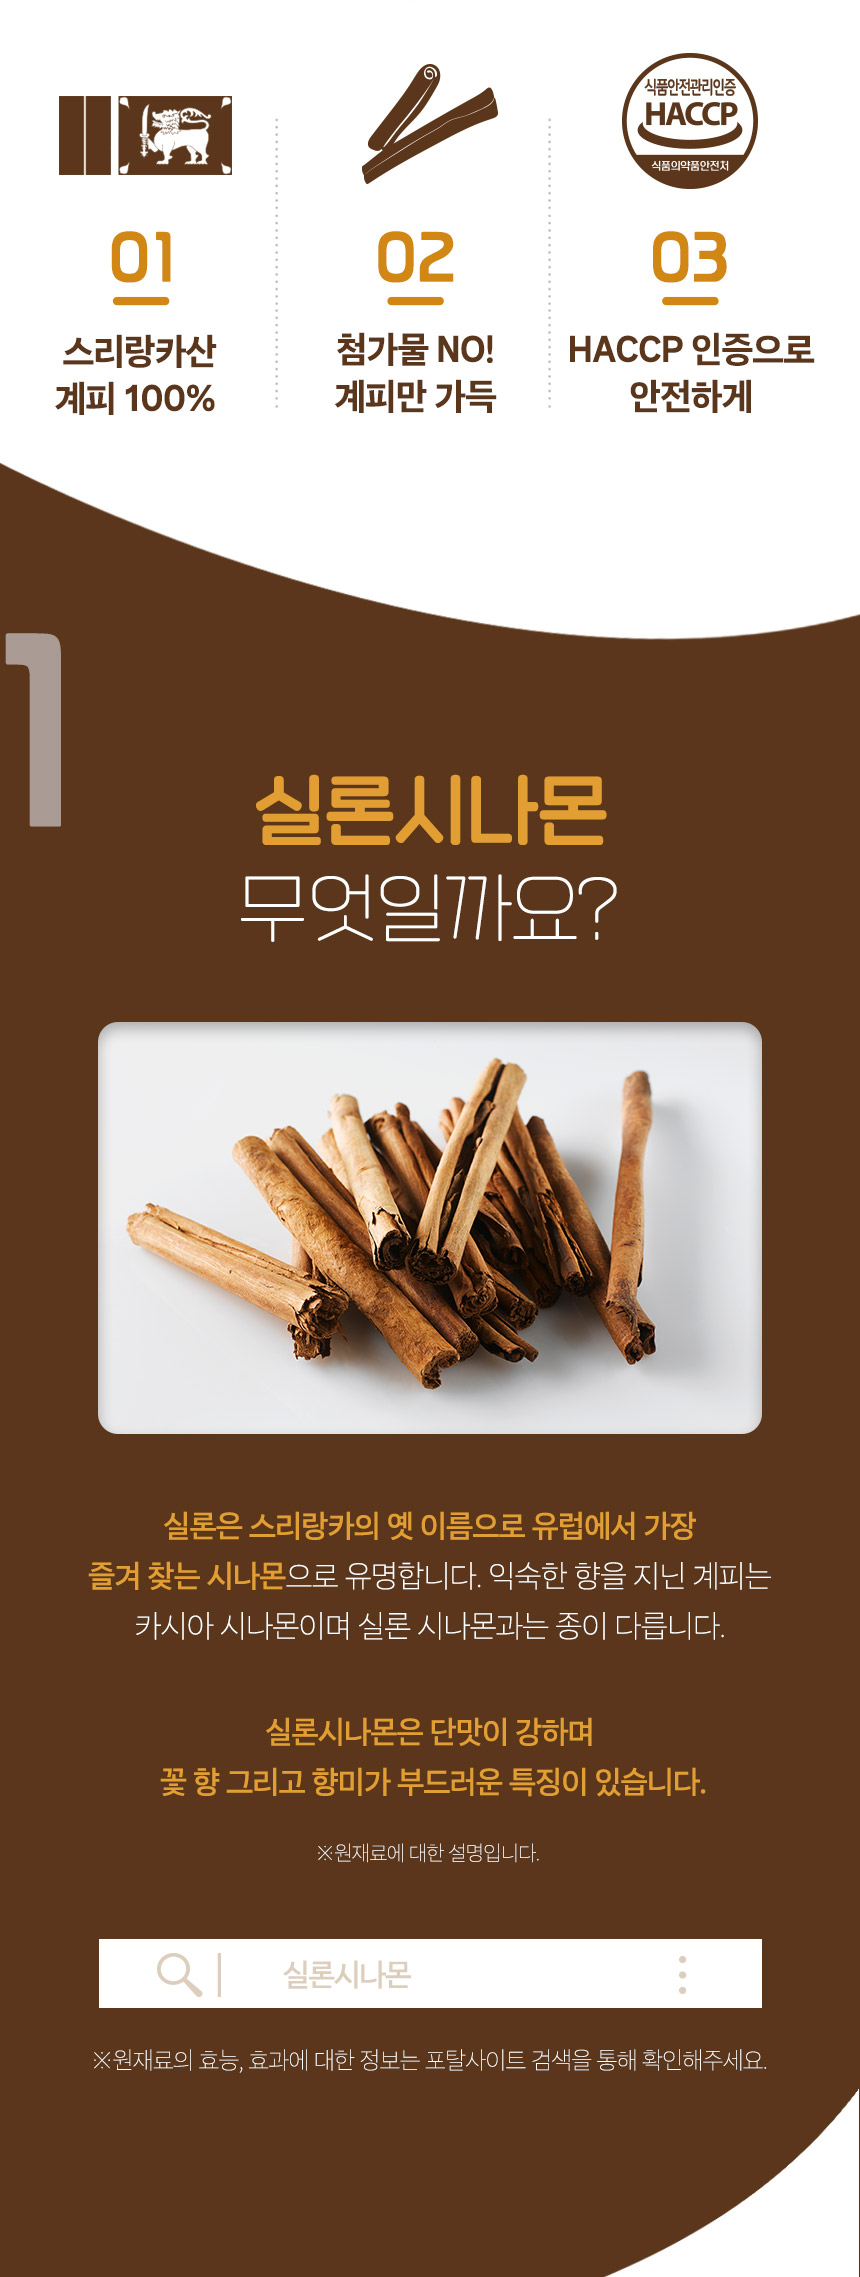 식품안전관리인증
HACCP
식품의약품안전처
01
스리랑카산
계피 100%
02
첨가물 NO!
계피만 가득
03
HACCP 인증으로
안전하게
1
실론시나몬
무엇일까요?
실론은 스리랑카의 옛 이름으로 유럽에서 가장
즐겨 찾는 시나몬으로 유명합니다. 익숙한 향을 지닌 계피는
카시아 시나몬이며 실론 시나몬과는 종이 다릅니다.
실론시나몬은 단맛이 강하며
꽃 향 그리고 향미가 부드러운 특징이 있습니다.
※원재료에 대한 설명입니다.
실론시나몬
※원재료의 효능, 효과에 대한 정보는 포탈사이트 검색을 통해 확인해주세요.